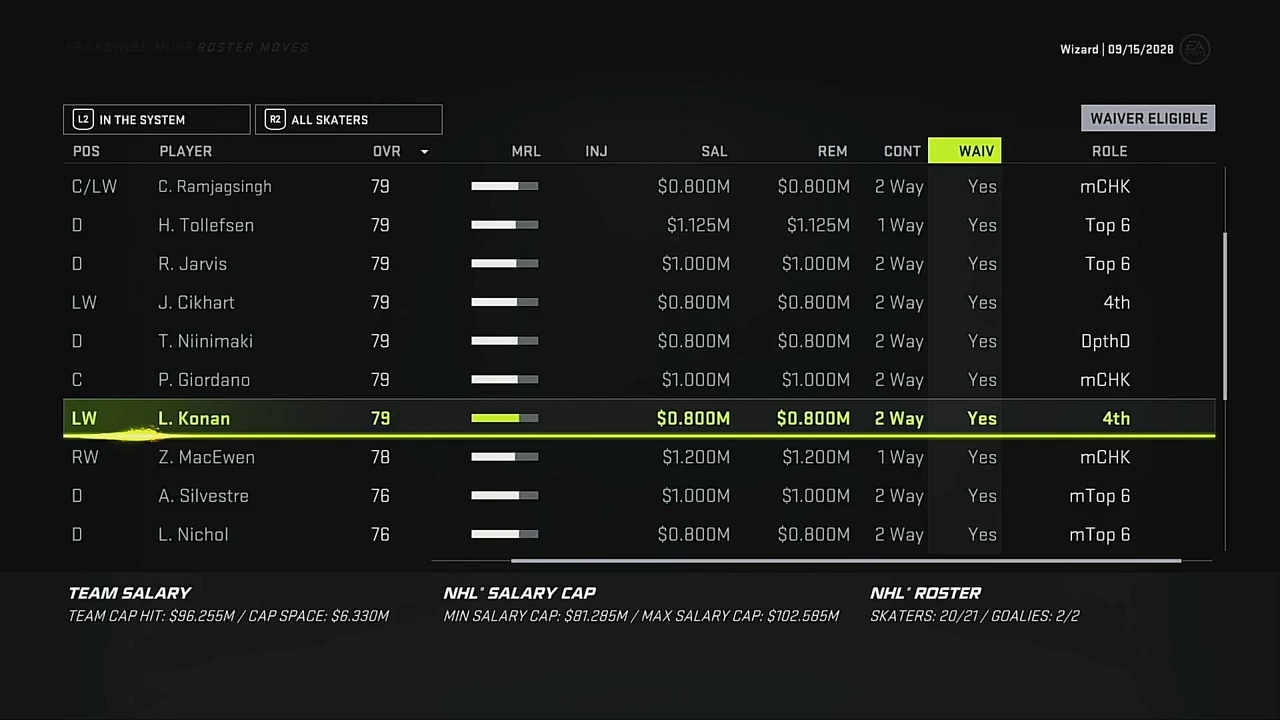 FRANCHISE MODE ROSTER MOVES
Wizard | 09/15/2028
L2 IN THE SYSTEM R2 ALL SKATERS WAIVER ELIGIBLE
POS PLAYER OVR MRL INJ SAL REM CONT WAIV ROLE
C/LW C. Ramjagsingh 79 $0.800M $0.800M 2 Way Yes mCHK
D H. Tollefsen 79 $1.125M $1.125M 1 Way Yes Top 6
D R. Jarvis 79 $1.000M $1.000M 2 Way Yes Top 6
LW J. Cikhart 79 $0.800M $0.800M 2 Way Yes 4th
D T. Niinimaki 79 $0.800M $0.800M 2 Way Yes DpthD
C P. Giordano 79 $1.000M $1.000M 2 Way Yes mCHK
LW L. Konan 79 $0.800M $0.800M 2 Way Yes 4th
RW Z. MacEwen 78 $1.200M $1.200M 1 Way Yes mCHK
D A. Silvestre 76 $1.000M $1.000M 2 Way Yes mTop 6
D L. Nichol 76 $0.800M $0.800M 2 Way Yes mTop 6
TEAM SALARY NHL® SALARY CAP NHL® ROSTER
TEAM CAP HIT: $96.255M / CAP SPACE: $6.330M MIN SALARY CAP: $81.285M / MAX SALARY CAP: $102.585M SKATERS: 20/21 / GOALIES: 2/2